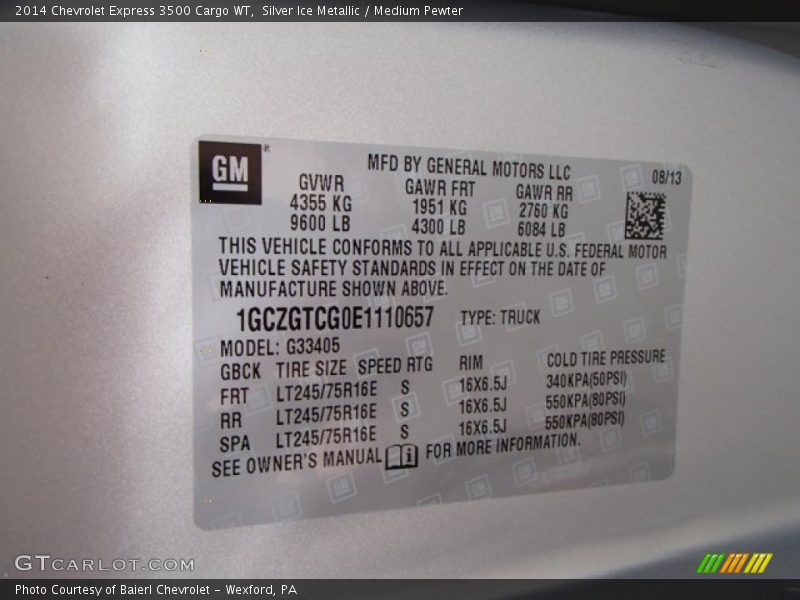 2014 Chevrolet Express 3500 Cargo WT, Silver Ice Metallic / Medium Pewter
GM®
MFD BY GENERAL MOTORS LLC
08/13
GVWR GAWR FRT GAWR RR
4355 KG 1951 KG 2760 KG
9600 LB 4300 LB 6084 LB
THIS VEHICLE CONFORMS TO ALL APPLICABLE U.S. FEDERAL MOTOR
VEHICLE SAFETY STANDARDS IN EFFECT ON THE DATE OF
MANUFACTURE SHOWN ABOVE.
1GCZGTCG0E1110657 TYPE: TRUCK
MODEL: G33405
GBCK TIRE SIZE SPEED RTG RIM COLD TIRE PRESSURE
FRT LT245/75R16E S 16X6.5J 340KPA(50PSI)
RR LT245/75R16E S 16X6.5J 550KPA(80PSI)
SPA LT245/75R16E S 16X6.5J 550KPA(80PSI)
SEE OWNER'S MANUAL i FOR MORE INFORMATION.
GTCARLOT.COM
Photo Courtesy of Baierl Chevrolet - Wexford, PA